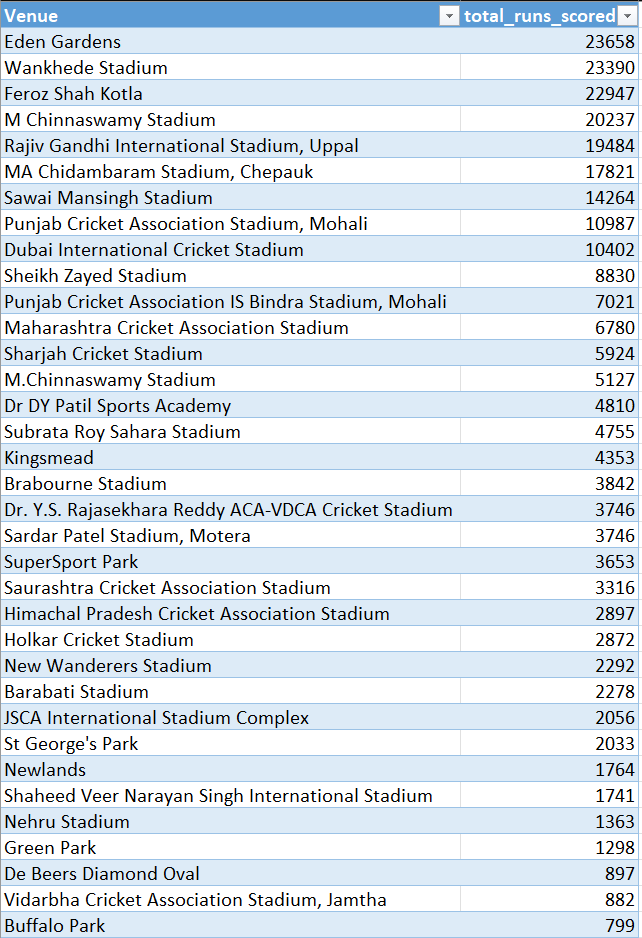 Venue total_runs_scored
Eden Gardens 23658
Wankhede Stadium 23390
Feroz Shah Kotla 22947
M Chinnaswamy Stadium 20237
Rajiv Gandhi International Stadium, Uppal 19484
MA Chidambaram Stadium, Chepauk 17821
Sawai Mansingh Stadium 14264
Punjab Cricket Association Stadium, Mohali 10987
Dubai International Cricket Stadium 10402
Sheikh Zayed Stadium 8830
Punjab Cricket Association IS Bindra Stadium, Mohali 7021
Maharashtra Cricket Association Stadium 6780
Sharjah Cricket Stadium 5924
M.Chinnaswamy Stadium 5127
Dr DY Patil Sports Academy 4810
Subrata Roy Sahara Stadium 4755
Kingsmead 4353
Brabourne Stadium 3842
Dr. Y.S. Rajasekhara Reddy ACA-VDCA Cricket Stadium 3746
Sardar Patel Stadium, Motera 3746
SuperSport Park 3653
Saurashtra Cricket Association Stadium 3316
Himachal Pradesh Cricket Association Stadium 2897
Holkar Cricket Stadium 2872
New Wanderers Stadium 2292
Barabati Stadium 2278
JSCA International Stadium Complex 2056
St George's Park 2033
Newlands 1764
Shaheed Veer Narayan Singh International Stadium 1741
Nehru Stadium 1363
Green Park 1298
De Beers Diamond Oval 897
Vidarbha Cricket Association Stadium, Jamtha 882
Buffalo Park 799